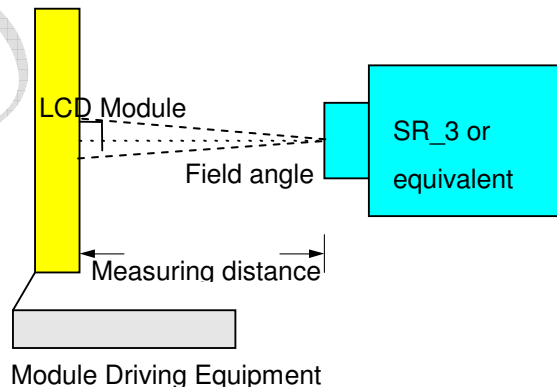 LCD Module
SR_3 or
equivalent
Field angle
Measuring distance
Module Driving Equipment